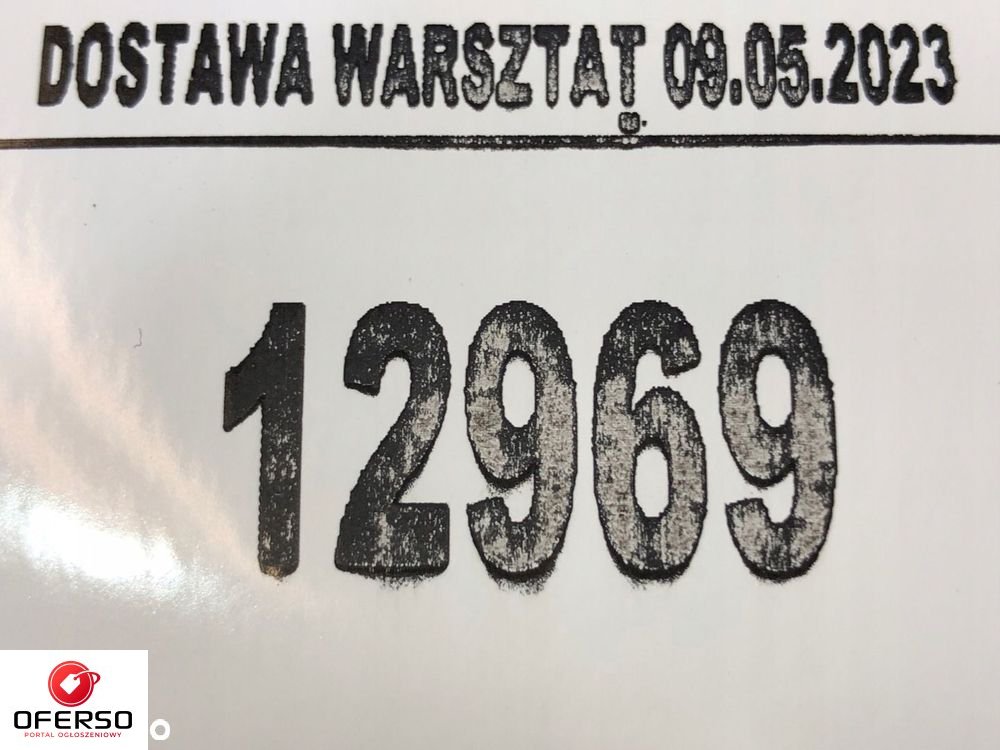 DOSTAWA WARSZTAT 09.05.2023
12969
OFERSO
PORTAL OGŁOSZENIOWY